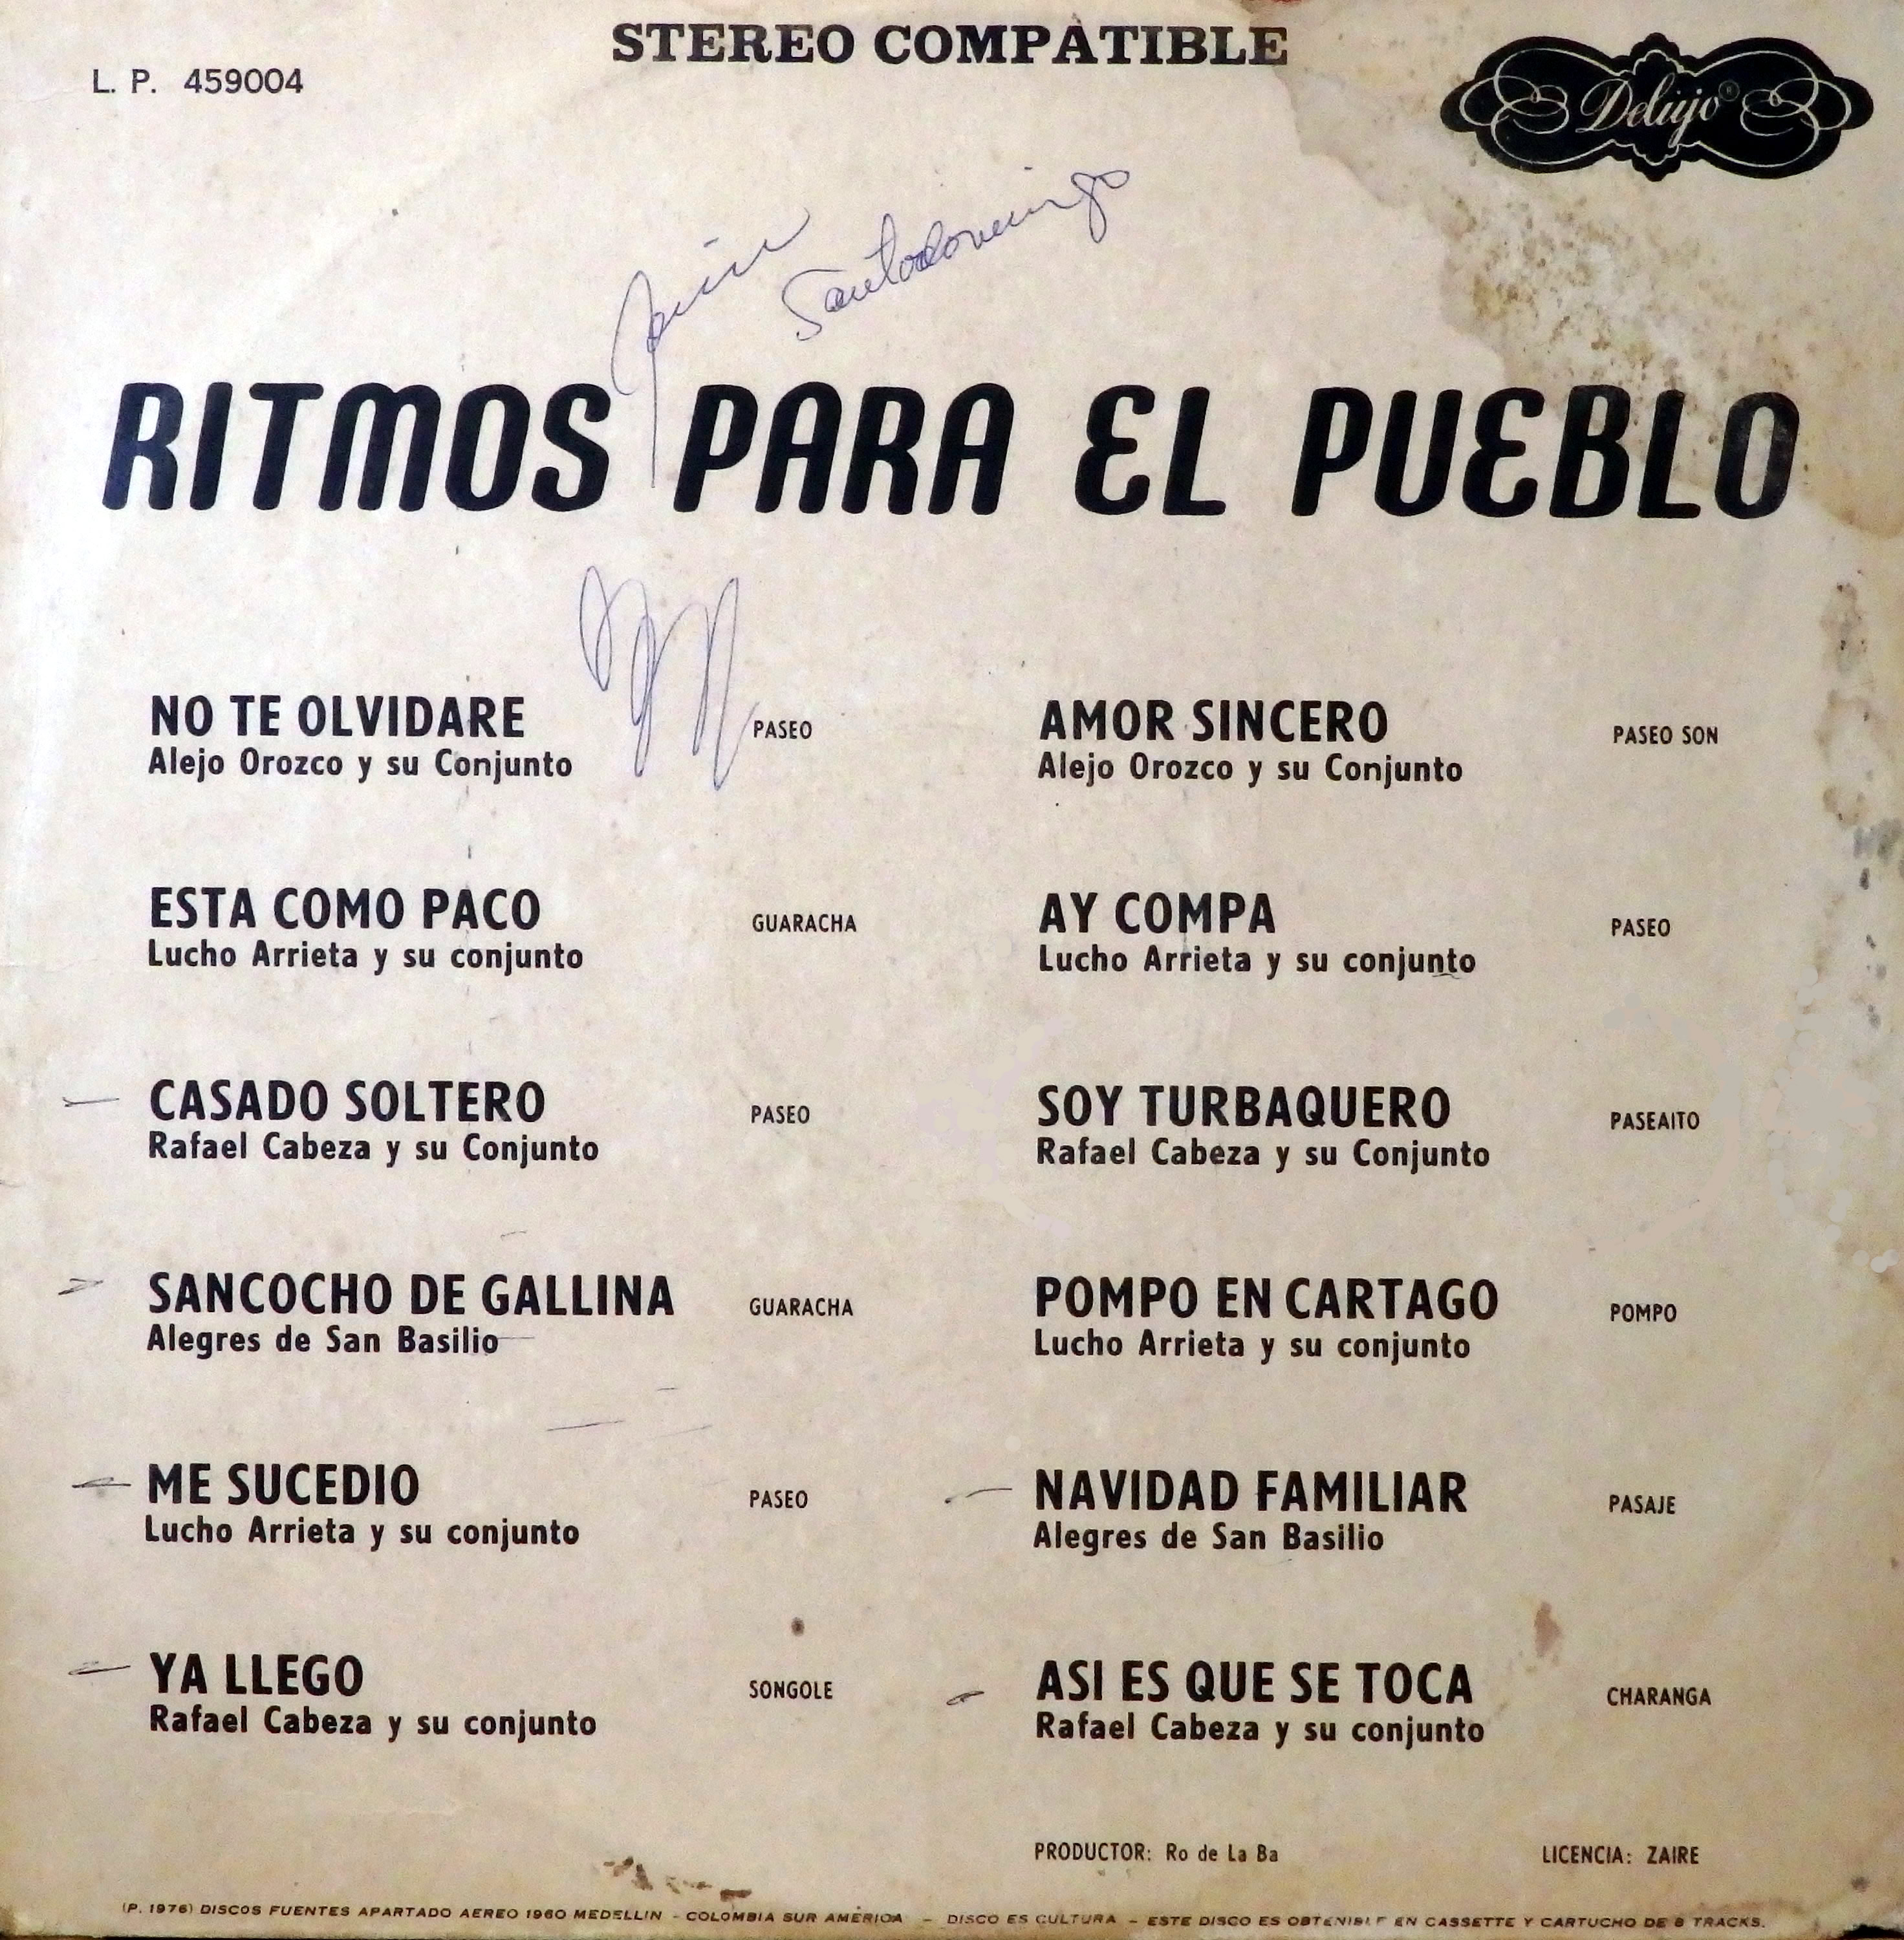 STEREO COMPATIBLE
L. P. 459004
Delujo
Santodomingo
RITMOS PARA EL PUEBLO
NO TE OLVIDARE PASEO
Alejo Orozco y su Conjunto
ESTA COMO PACO GUARACHA
Lucho Arrieta y su conjunto
CASADO SOLTERO PASEO
Rafael Cabeza y su Conjunto
SANCOCHO DE GALLINA GUARACHA
Alegres de San Basilio
ME SUCEDIO PASEO
Lucho Arrieta y su conjunto
YA LLEGO SONGOLE
Rafael Cabeza y su conjunto
AMOR SINCERO PASEO SON
Alejo Orozco y su Conjunto
AY COMPA PASEO
Lucho Arrieta y su conjunto
SOY TURBAQUERO PASEAITO
Rafael Cabeza y su Conjunto
POMPO EN CARTAGO POMPO
Lucho Arrieta y su conjunto
NAVIDAD FAMILIAR PASAJE
Alegres de San Basilio
ASI ES QUE SE TOCA CHARANGA
Rafael Cabeza y su conjunto
PRODUCTOR: Ro de La Ba LICENCIA: ZAIRE
(P. 1976) DISCOS FUENTES APARTADO AEREO 1960 MEDELLIN - COLOMBIA SUR AMERICA - DISCO ES CULTURA - ESTE DISCO ES OBTENIBLE EN CASSETTE Y CARTUCHO DE 8 TRACKS.